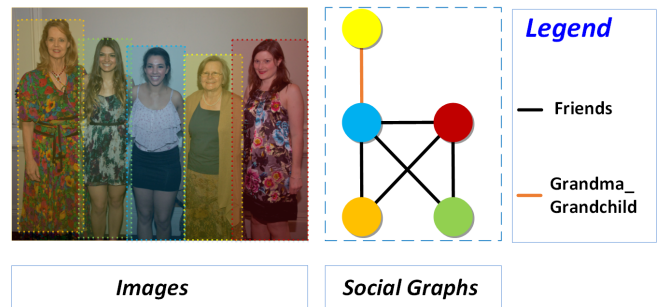 Legend
Friends
Grandma_
Grandchild
Images
Social Graphs